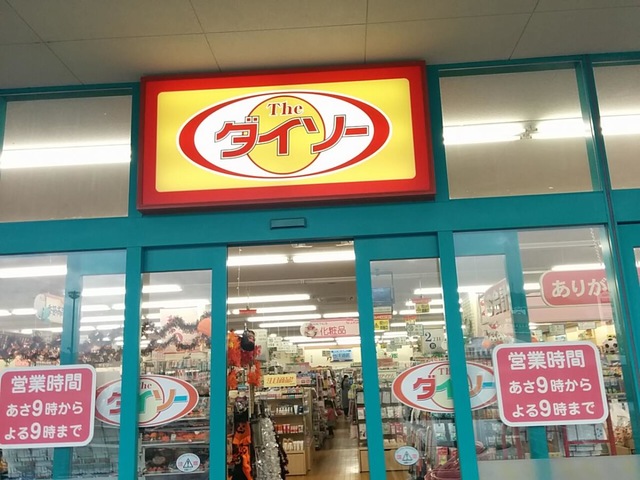 The
ダイソー
ありが
化粧品
営業時間
あさ9時から
よる9時まで
The
ダイソー
The
ダイソー
営業時間
あさ9時から
よる9時まで